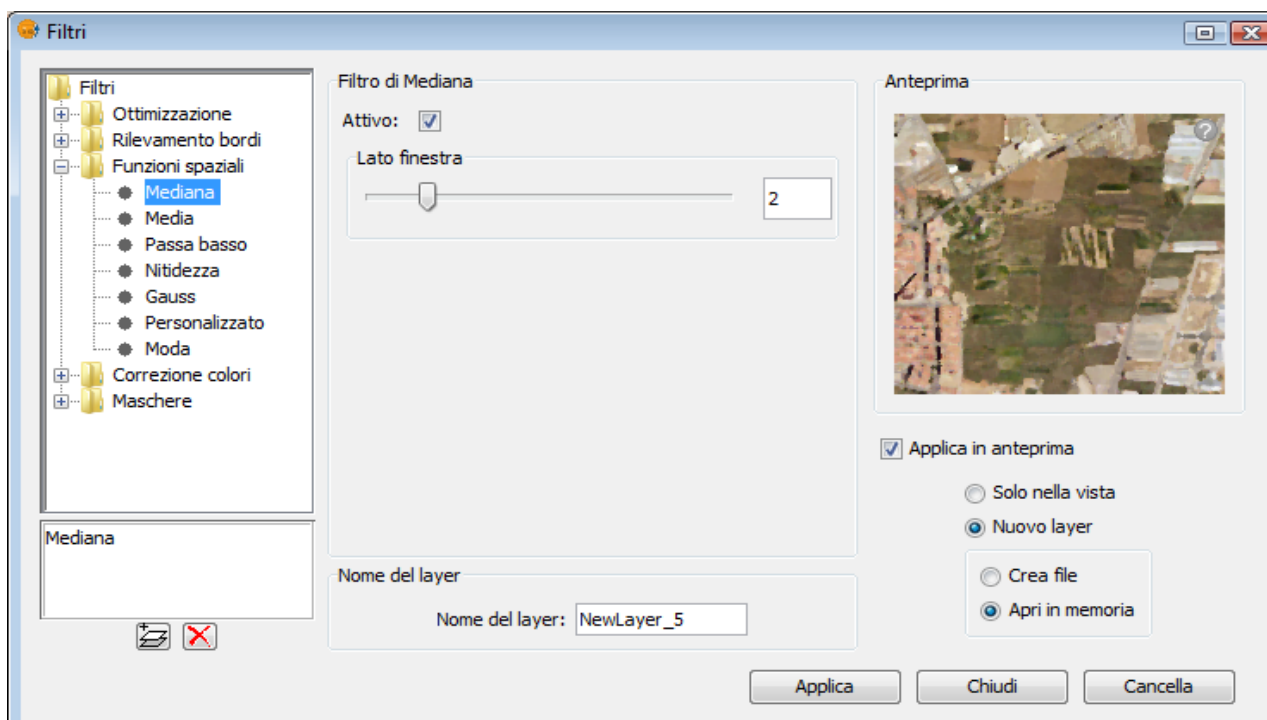 Filtri
Filtri
Ottimizzazione
Rilevamento bordi
Funzioni spaziali
Mediana
Media
Passa basso
Nitidezza
Gauss
Personalizzato
Moda
Correzione colori
Maschere
Mediana
Filtro di Mediana
Attivo:
Lato finestra
2
Nome del layer
Nome del layer: NewLayer_5
Anteprima
?
Applica in anteprima
Solo nella vista
Nuovo layer
Crea file
Apri in memoria
Applica Chiudi Cancella